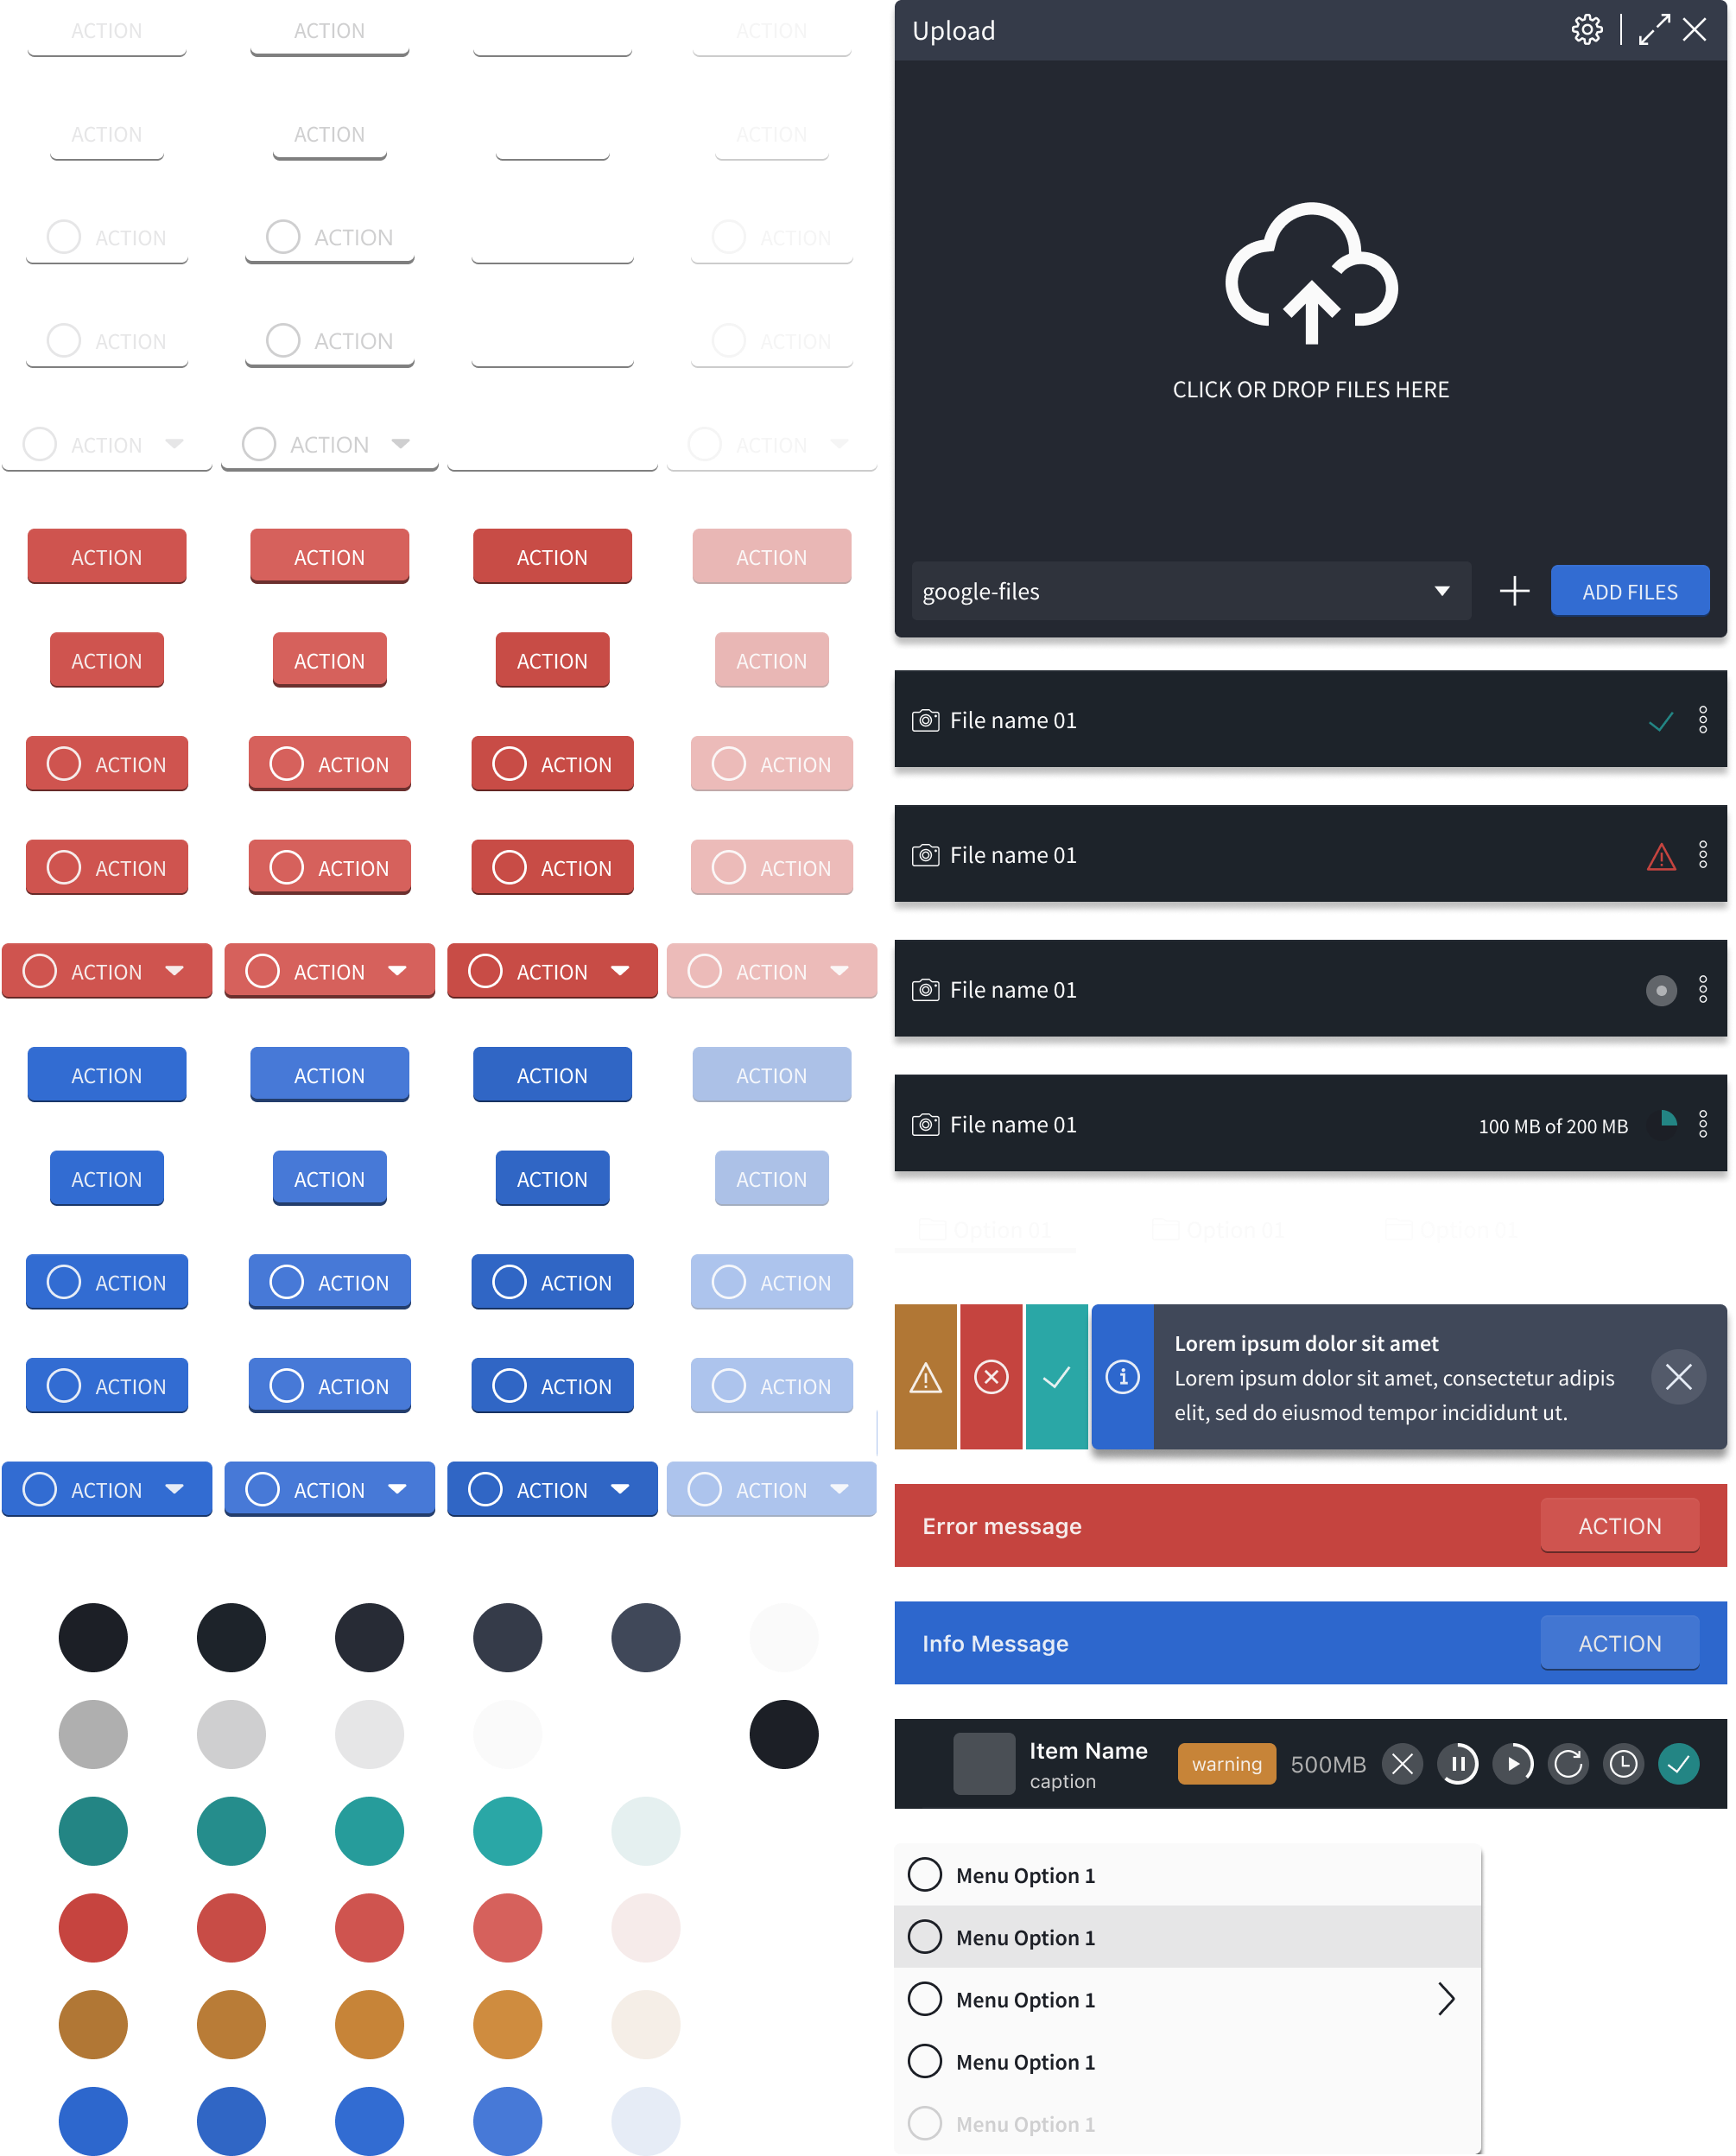 ACTION ACTION ACTION
ACTION ACTION ACTION
ACTION ACTION ACTION
ACTION ACTION ACTION
ACTION ACTION ACTION
ACTION ACTION ACTION ACTION
ACTION ACTION ACTION ACTION
ACTION ACTION ACTION ACTION
ACTION ACTION ACTION ACTION
ACTION ACTION ACTION ACTION
ACTION ACTION ACTION ACTION
ACTION ACTION ACTION ACTION
ACTION ACTION ACTION ACTION
ACTION ACTION ACTION ACTION
ACTION ACTION ACTION ACTION
Upload
CLICK OR DROP FILES HERE
google-files
ADD FILES
File name 01
File name 01
File name 01
File name 01
100 MB of 200 MB
Option 01 Option 01 Option 01
Lorem ipsum dolor sit amet
Lorem ipsum dolor sit amet, consectetur adipis
elit, sed do eiusmod tempor incididunt ut.
Error message
ACTION
Info Message
ACTION
Item Name
caption
warning
500MB
Menu Option 1
Menu Option 1
Menu Option 1
Menu Option 1
Menu Option 1